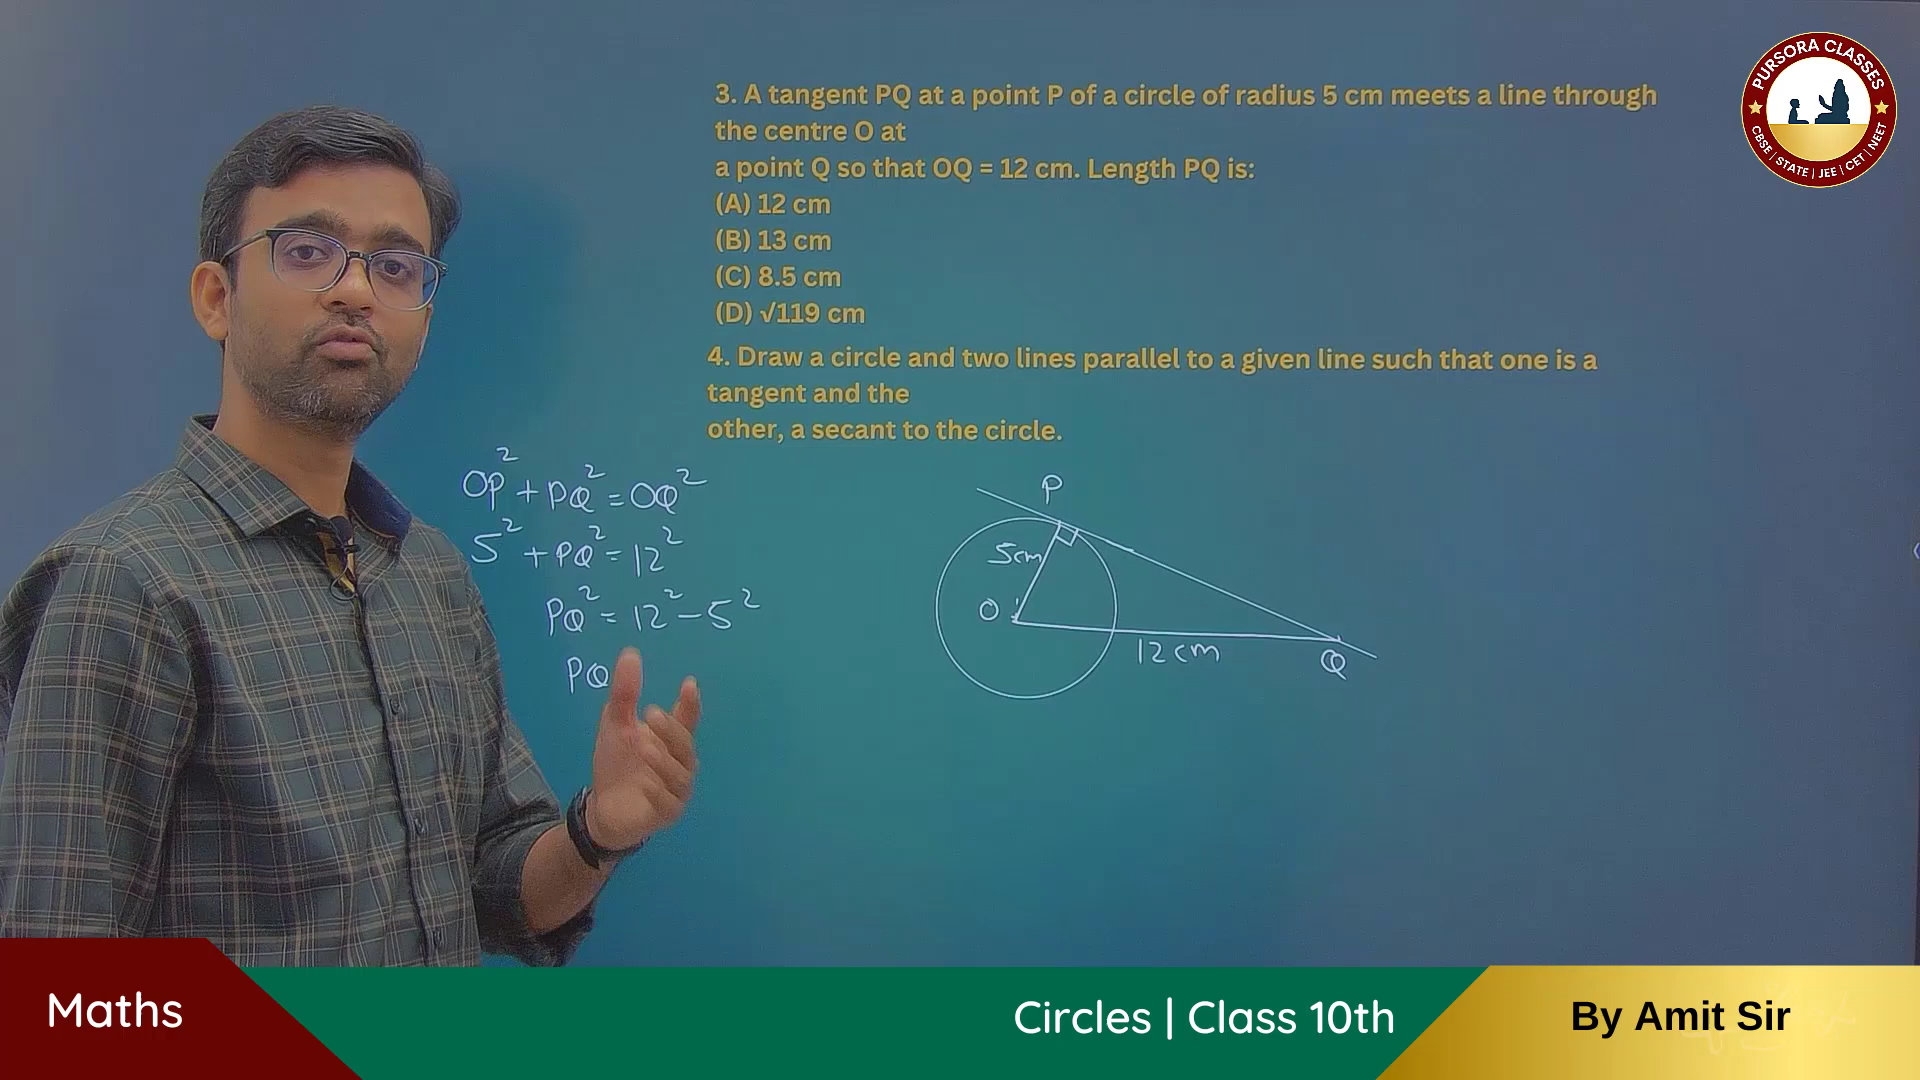 3. A tangent PQ at a point P of a circle of radius 5 cm meets a line through
the centre O at
a point Q so that OQ = 12 cm. Length PQ is:
(A) 12 cm
(B) 13 cm
(C) 8.5 cm
(D) √119 cm
4. Draw a circle and two lines parallel to a given line such that one is a
tangent and the
other, a secant to the circle.
OP² + PQ² = OQ²
5² + PQ² = 12²
PQ² = 12² − 5²
PQ
P
5cm
O
12cm
Q
PURSORA CLASSES
CBSE | STATE | JEE | CET | NEET
Maths
Circles | Class 10th
By Amit Sir